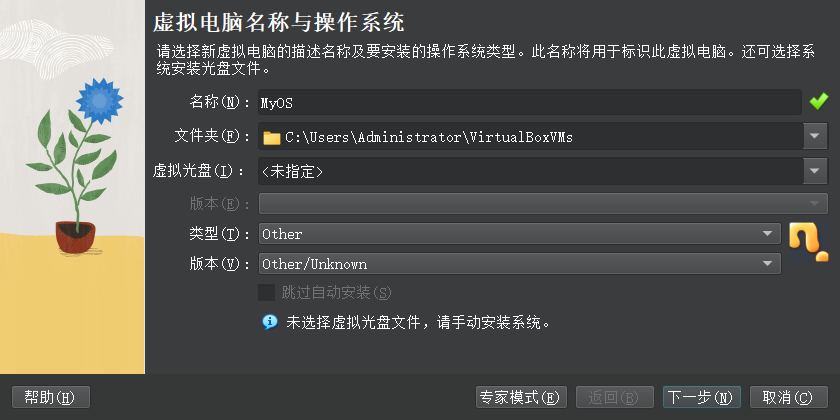 虚拟电脑名称与操作系统
请选择新虚拟电脑的描述名称及要安装的操作系统类型。此名称将用于标识此虚拟电脑。还可选择系
统安装光盘文件。
名称(N): MyOS
文件夹(F): C:\Users\Administrator\VirtualBoxVMs
虚拟光盘(I): <未指定>
版本(E):
类型(T): Other
版本(V): Other/Unknown
跳过自动安装(S)
未选择虚拟光盘文件，请手动安装系统。
帮助(H) 专家模式(E) 返回(B) 下一步(N) 取消(C)